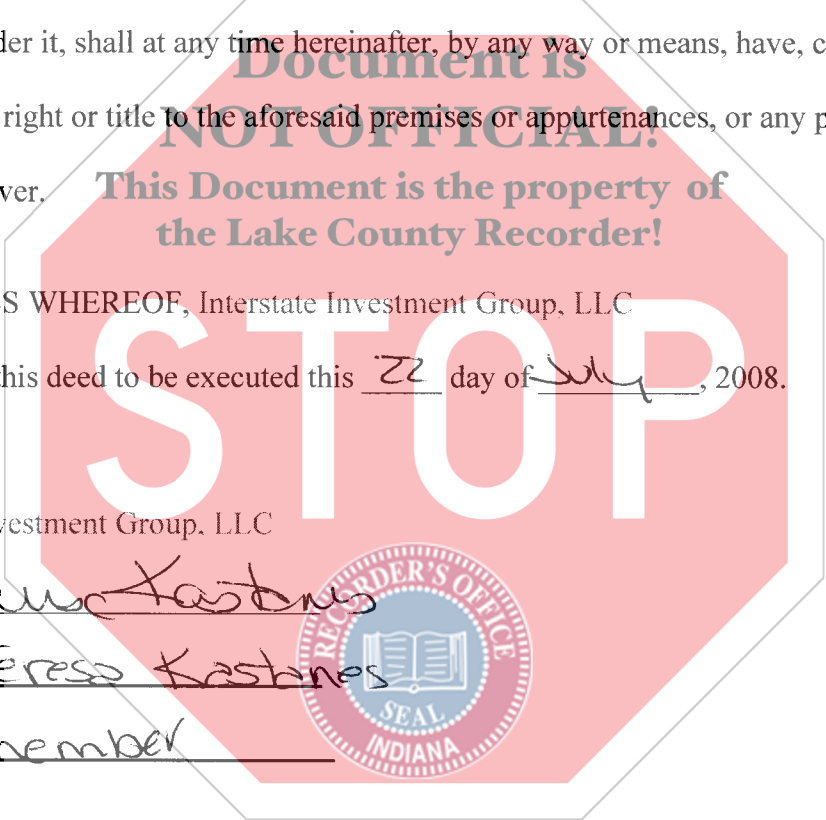 der it, shall at any time hereinafter, by any way or means, have, c
Document is
right or title to the aforesaid premises or appurtenances, or any p
NOT OFFICIAL!
ver.
This Document is the property of
the Lake County Recorder!
S WHEREOF, Interstate Investment Group, LLC
STOP
this deed to be executed this 22 day of July, 2008.
vestment Group, LLC
Kastanes
eresa Kastanes
member
RECORDER'S OFFICE
SEAL
INDIANA